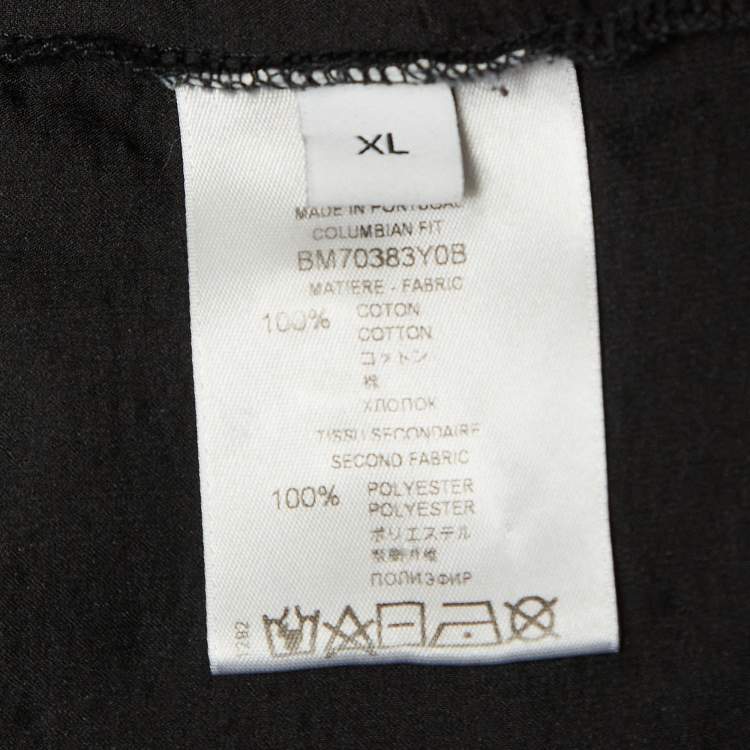 XL
MADE IN PORTUGAL
COLUMBIAN FIT
BM70383Y0B
MATIERE - FABRIC
100% COTON
COTTON
コットン
棉
ХЛОПОК
TISSU SECONDAIRE
SECOND FABRIC
100% POLYESTER
POLYESTER
ポリエステル
ПОЛИЭФИР
1292